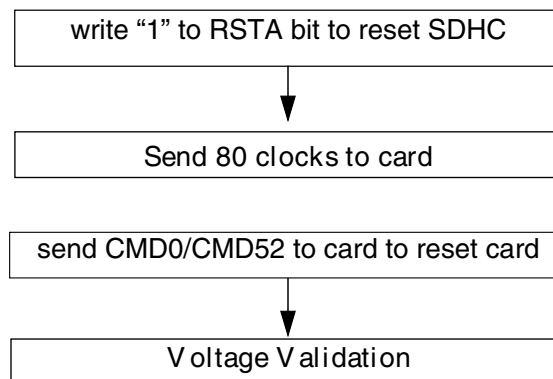 write “1” to RSTA bit to reset SDHC
Send 80 clocks to card
send CMD0/CMD52 to card to reset card
Voltage Validation